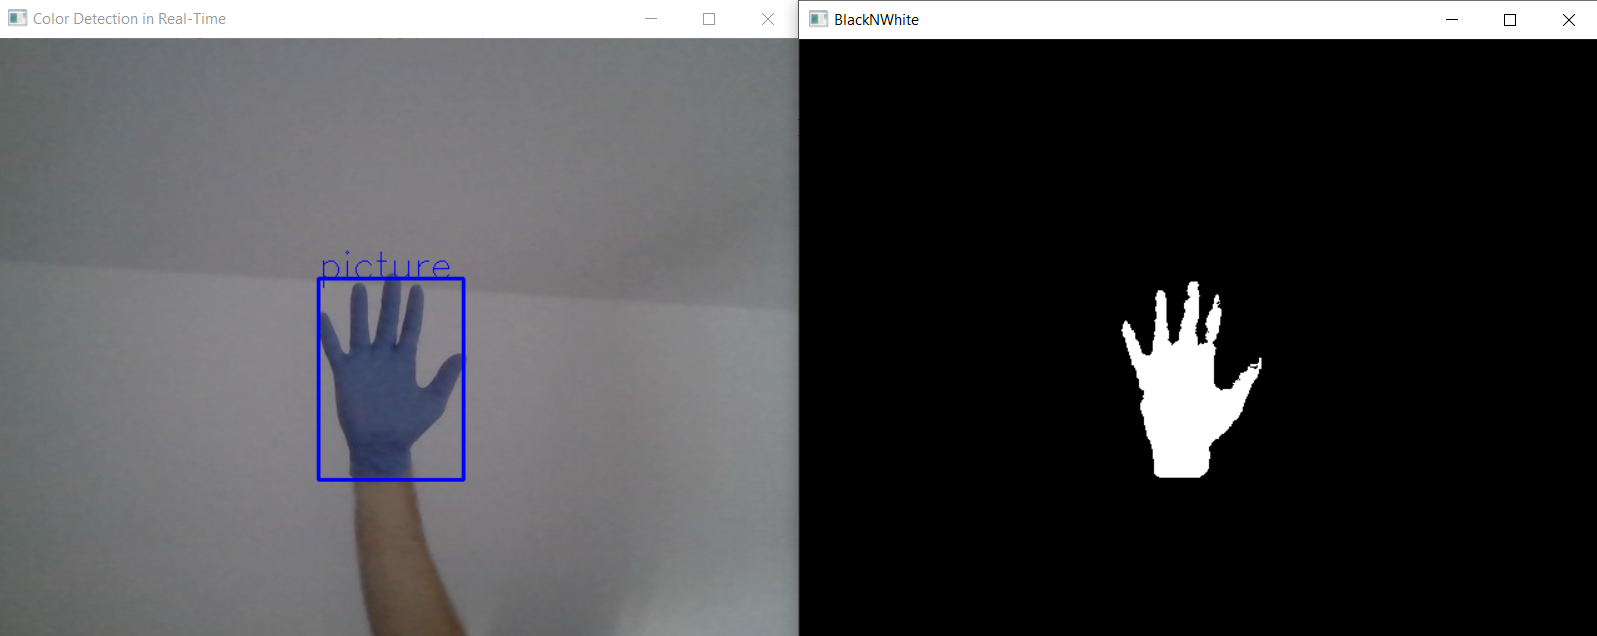 Color Detection in Real-Time
BlackNWhite
picture